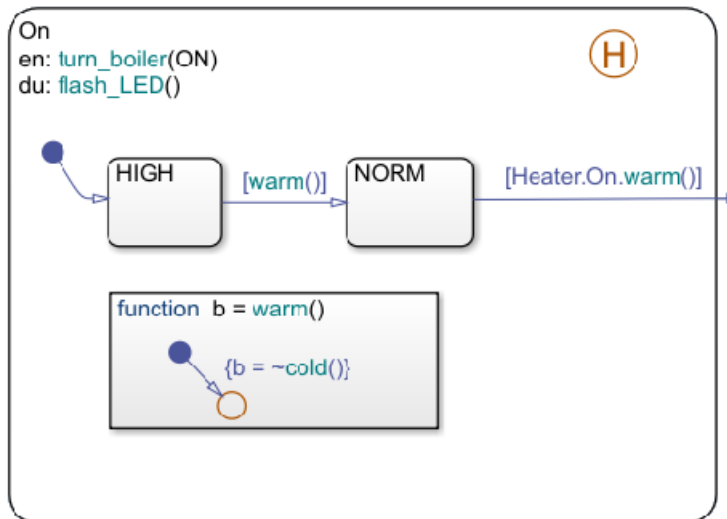 On
en: turn_boiler(ON)
du: flash_LED()
H
HIGH
[warm()]
NORM
[Heater.On.warm()]
function b = warm()
{b = ~cold()}